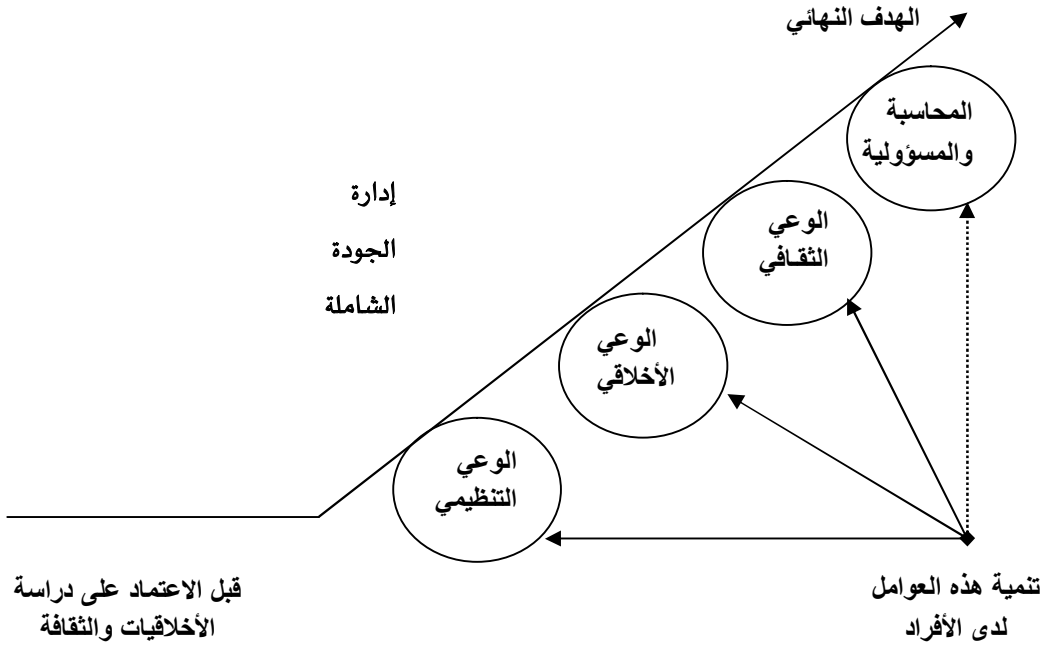 الهدف النهائي
المحاسبة
والمسؤولية
إدارة
الجودة
الشاملة
الوعي
الثقافي
الوعي
الأخلاقي
الوعي
التنظيمي
تنمية هذه العوامل
لدى الأفراد
قبل الاعتماد على دراسة
الأخلاقيات والثقافة